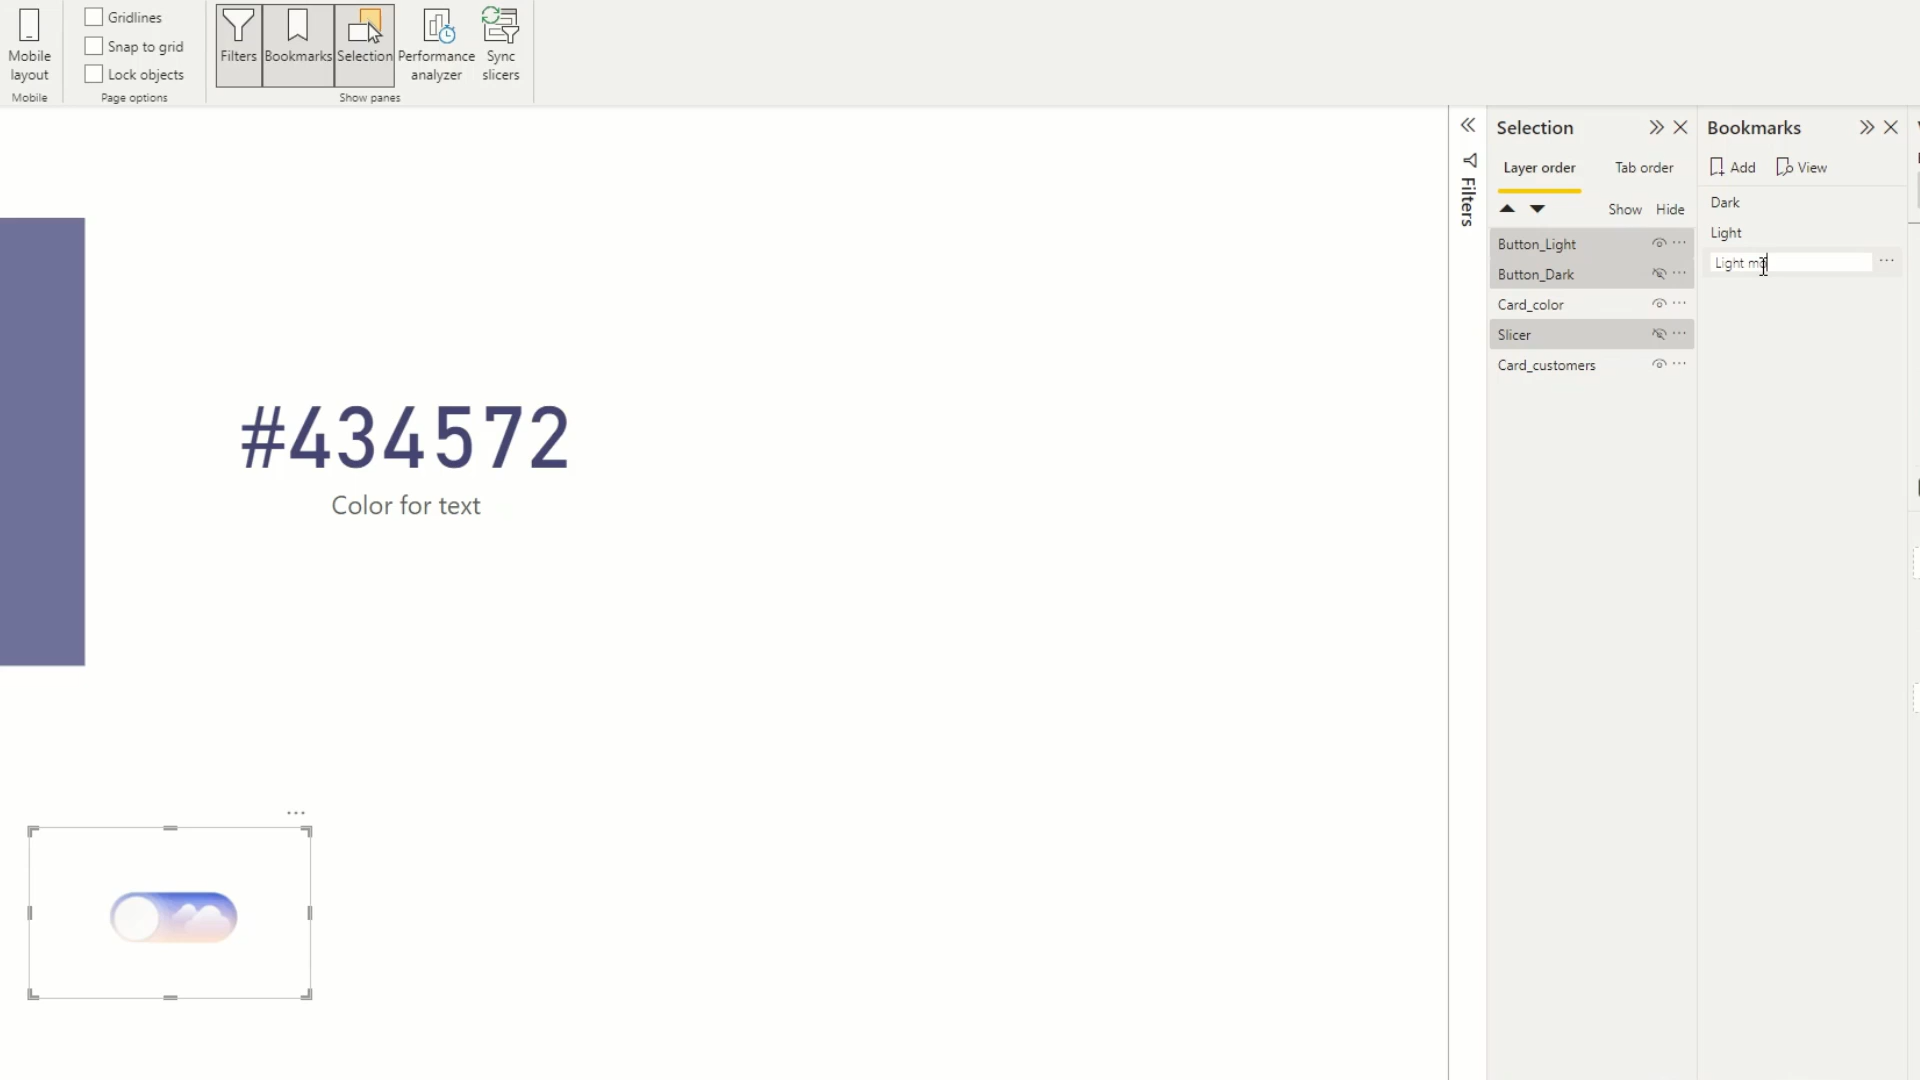 Gridlines
Snap to grid
Lock objects
Page options
Mobile
layout
Mobile
Filters
Bookmarks
Selection
Performance
analyzer
Sync
slicers
Show panes
#434572
Color for text
Filters
Selection
Layer order
Tab order
Show
Hide
Button_Light
Button_Dark
Card_color
Slicer
Card_customers
Bookmarks
Add
View
Dark
Light
Light mo